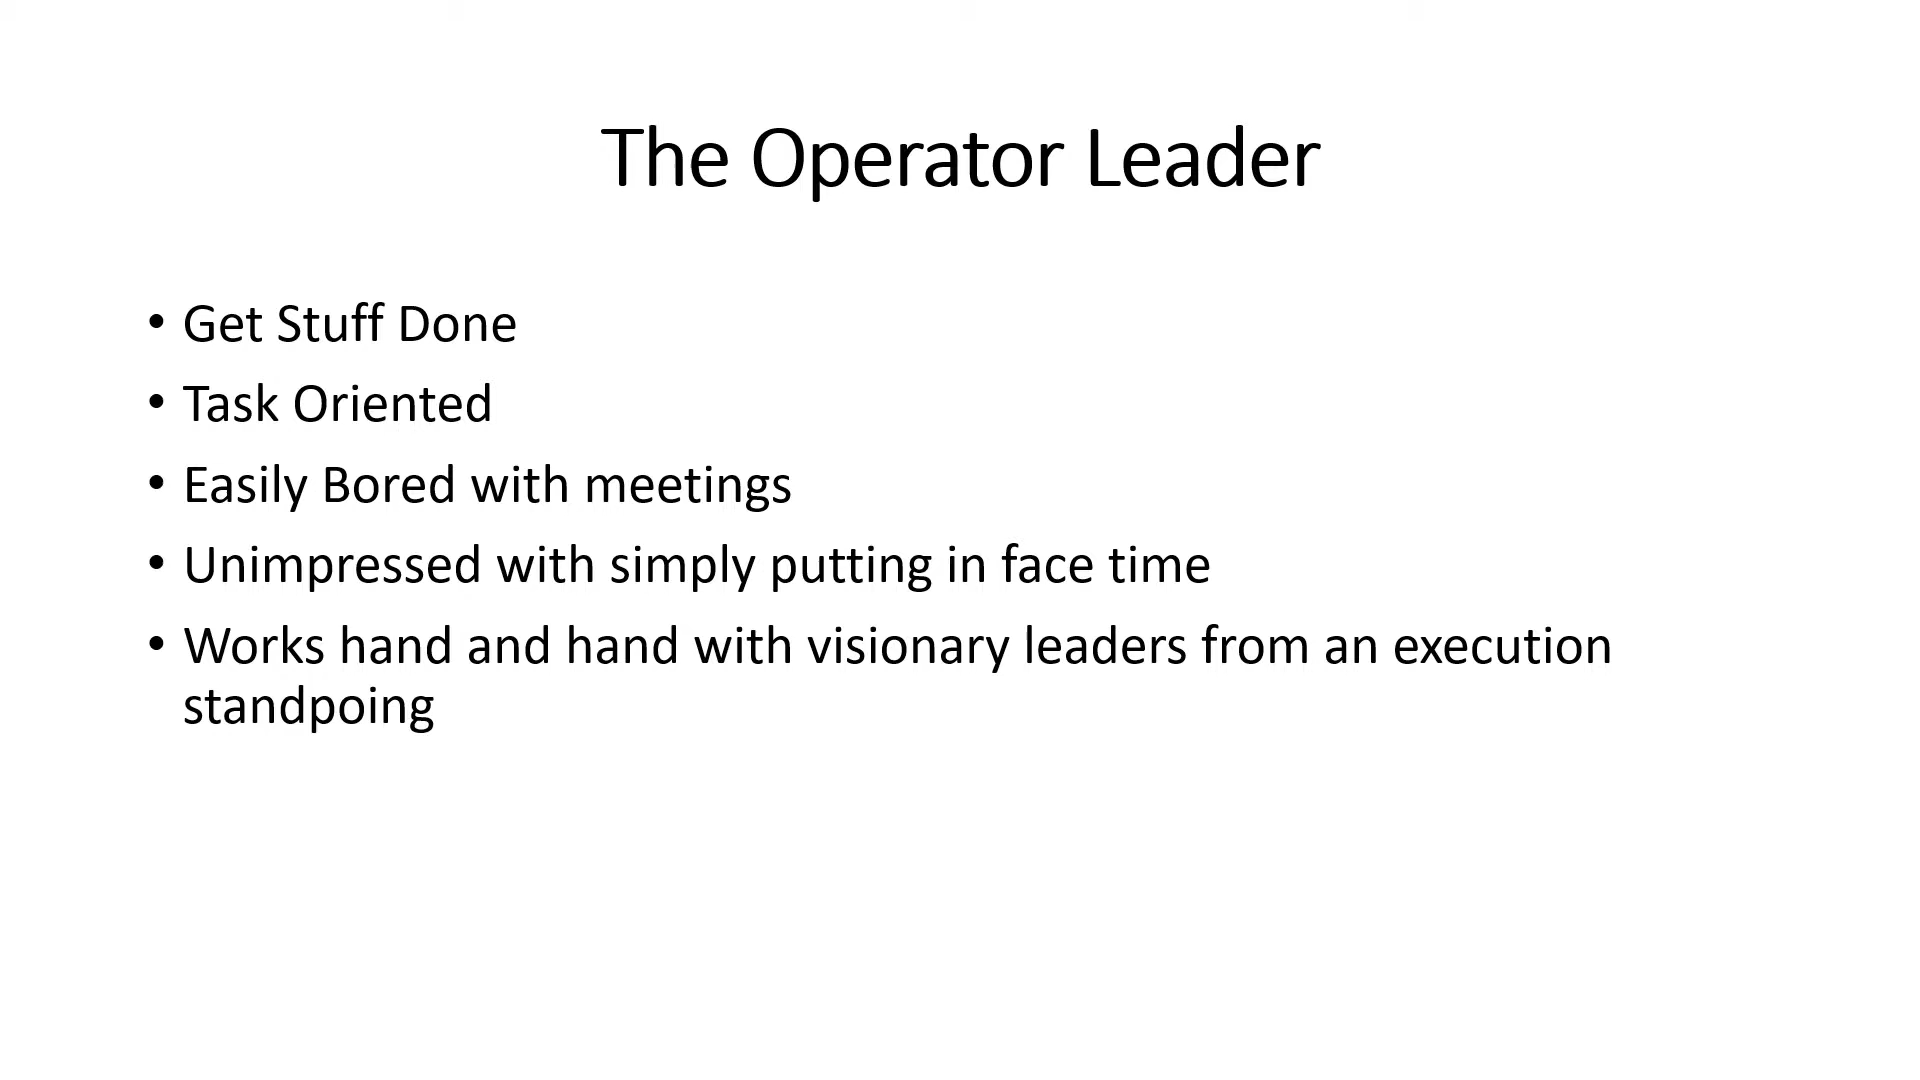 The Operator Leader
• Get Stuff Done
• Task Oriented
• Easily Bored with meetings
• Unimpressed with simply putting in face time
• Works hand and hand with visionary leaders from an execution
standpoing